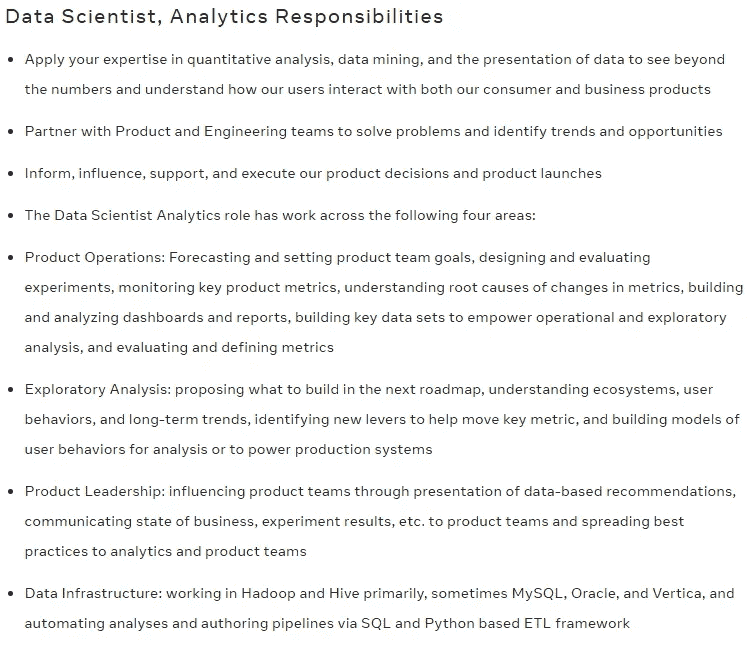 Data Scientist, Analytics Responsibilities
• Apply your expertise in quantitative analysis, data mining, and the presentation of data to see beyond
the numbers and understand how our users interact with both our consumer and business products
• Partner with Product and Engineering teams to solve problems and identify trends and opportunities
• Inform, influence, support, and execute our product decisions and product launches
• The Data Scientist Analytics role has work across the following four areas:
• Product Operations: Forecasting and setting product team goals, designing and evaluating
experiments, monitoring key product metrics, understanding root causes of changes in metrics, building
and analyzing dashboards and reports, building key data sets to empower operational and exploratory
analysis, and evaluating and defining metrics
• Exploratory Analysis: proposing what to build in the next roadmap, understanding ecosystems, user
behaviors, and long-term trends, identifying new levers to help move key metric, and building models of
user behaviors for analysis or to power production systems
• Product Leadership: influencing product teams through presentation of data-based recommendations,
communicating state of business, experiment results, etc. to product teams and spreading best
practices to analytics and product teams
• Data Infrastructure: working in Hadoop and Hive primarily, sometimes MySQL, Oracle, and Vertica, and
automating analyses and authoring pipelines via SQL and Python based ETL framework